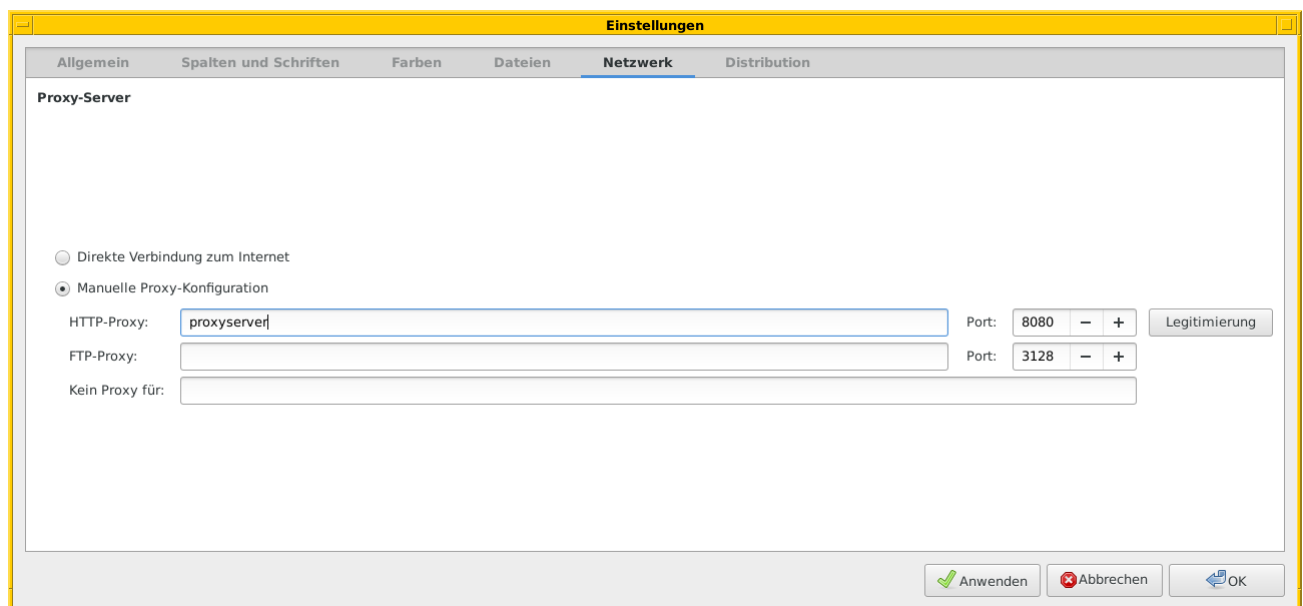 Einstellungen
Allgemein Spalten und Schriften Farben Dateien Netzwerk Distribution
Proxy-Server
Direkte Verbindung zum Internet
Manuelle Proxy-Konfiguration
HTTP-Proxy: proxyserver Port: 8080 − + Legitimierung
FTP-Proxy: Port: 3128 − +
Kein Proxy für:
Anwenden Abbrechen OK